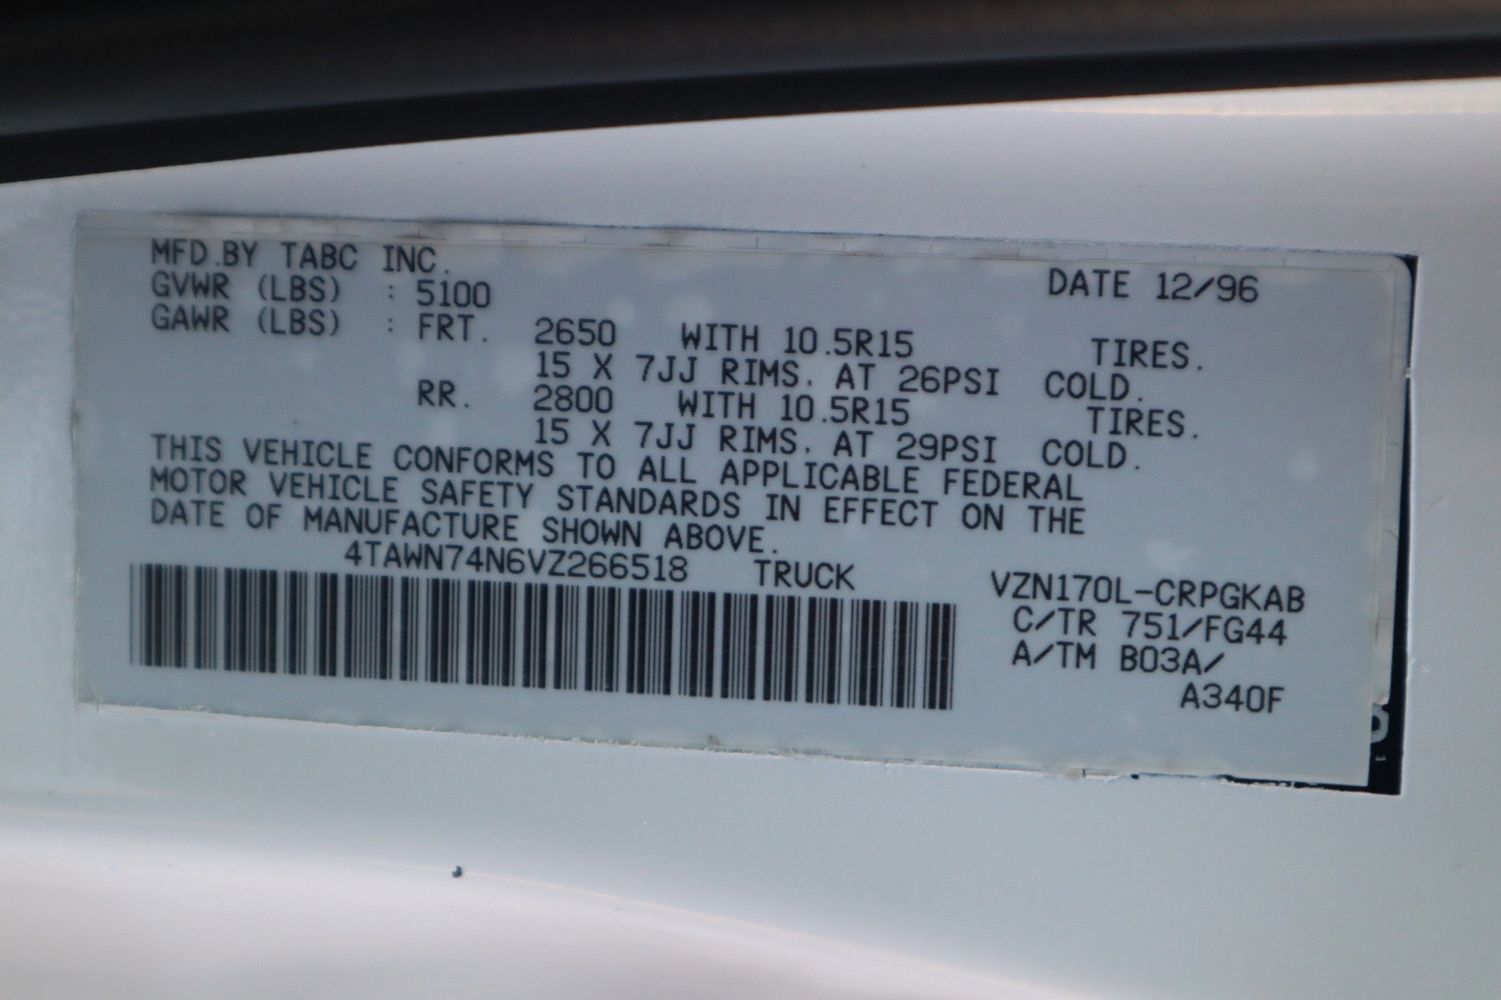 MFD.BY TABC INC.
DATE 12/96
GVWR (LBS) : 5100
GAWR (LBS) : FRT. 2650 WITH 10.5R15 TIRES.
15 X 7JJ RIMS, AT 26PSI COLD.
RR. 2800 WITH 10.5R15 TIRES.
15 X 7JJ RIMS, AT 29PSI COLD.
THIS VEHICLE CONFORMS TO ALL APPLICABLE FEDERAL
MOTOR VEHICLE SAFETY STANDARDS IN EFFECT ON THE
DATE OF MANUFACTURE SHOWN ABOVE.
4TAWN74N6VZ266518 TRUCK VZN170L-CRPGKAB
C/TR 751/FG44
A/TM B03A/
A340F